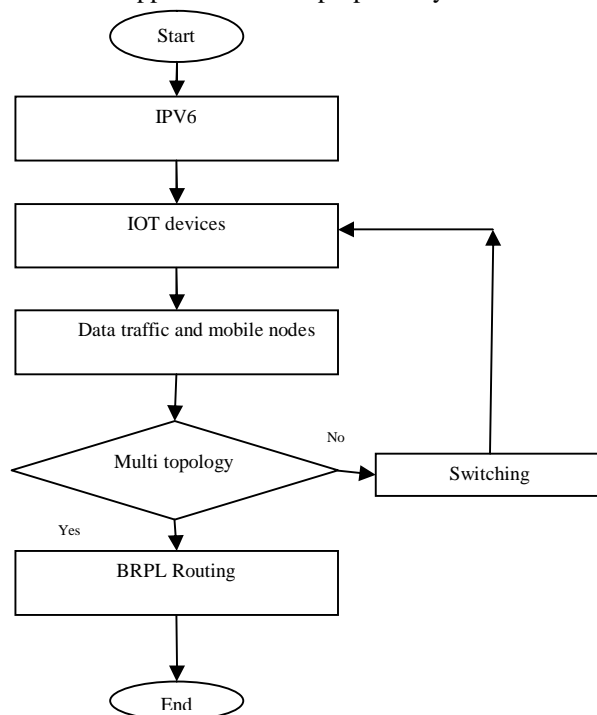 Start
IPV6
IOT devices
Data traffic and mobile nodes
No
Multi topology
Switching
Yes
BRPL Routing
End